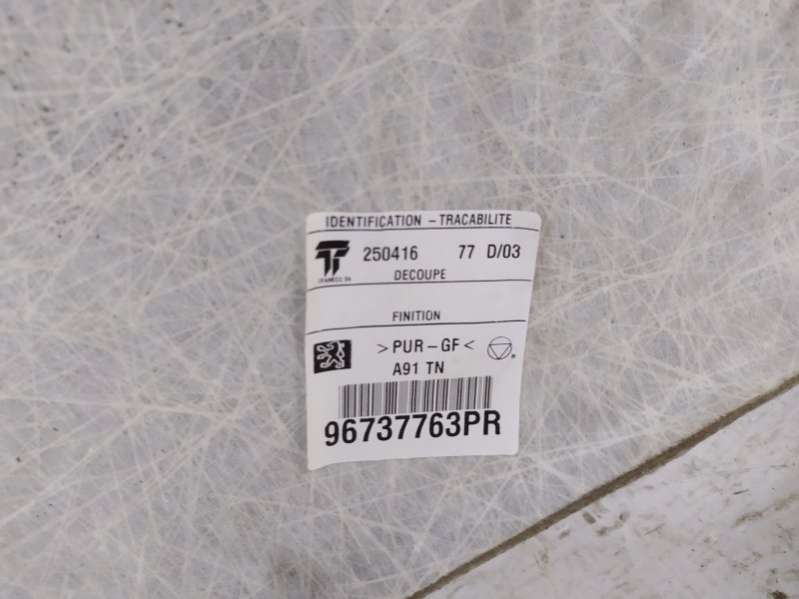 IDENTIFICATION - TRACABILITE
250416 77 D/03
DECOUPE
FINITION
>PUR-GF<
A91 TN
96737763PR